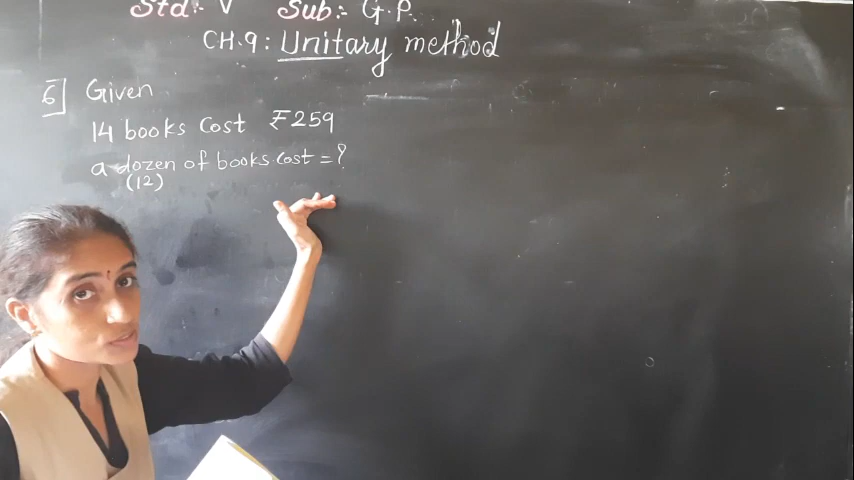 Std:- V Sub:- G.P.
CH.9: Unitary method
6] Given
14 books cost ₹259
a dozen of books cost = ?
(12)